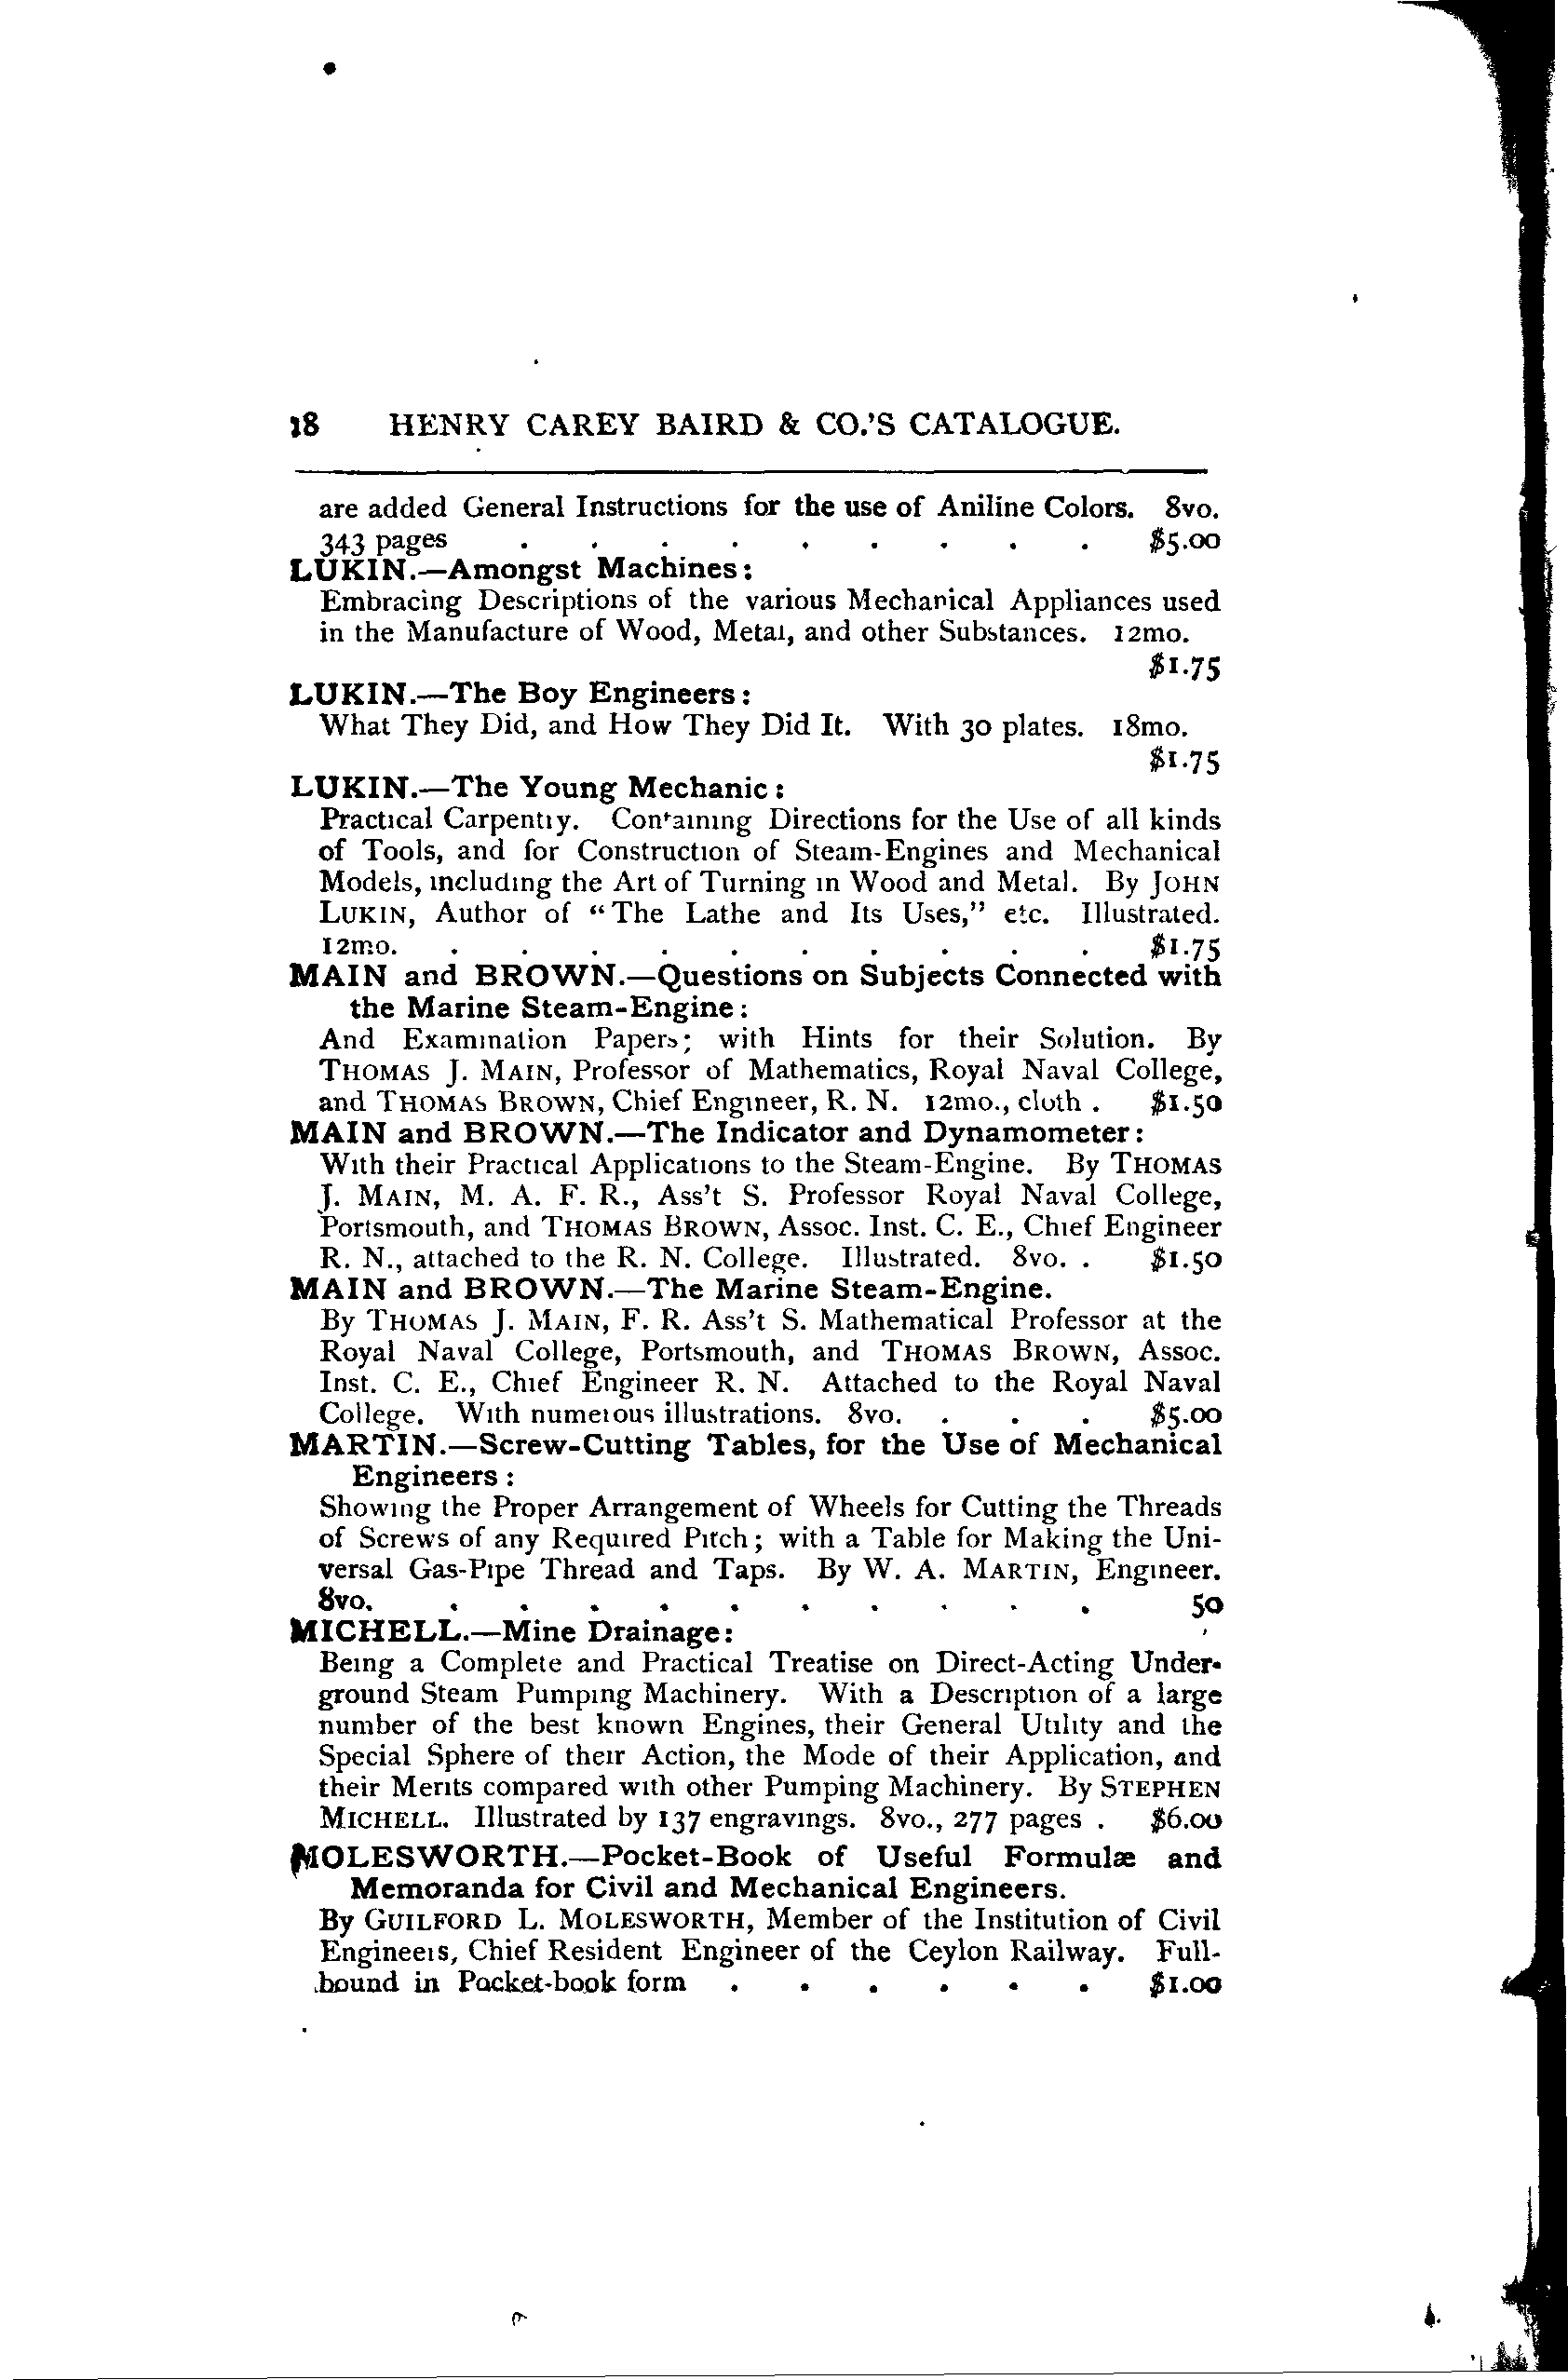 18 HENRY CAREY BAIRD & CO.'S CATALOGUE.
are added General Instructions for the use of Aniline Colors. 8vo.
343 pages . . . . . . . . . $5.00
LUKIN.—Amongst Machines:
Embracing Descriptions of the various Mechanical Appliances used
in the Manufacture of Wood, Metal, and other Substances. 12mo.
$1.75
LUKIN.—The Boy Engineers:
What They Did, and How They Did It. With 30 plates. 18mo.
$1.75
LUKIN.—The Young Mechanic:
Practical Carpentry. Containing Directions for the Use of all kinds
of Tools, and for Construction of Steam-Engines and Mechanical
Models, including the Art of Turning in Wood and Metal. By JOHN
LUKIN, Author of "The Lathe and Its Uses," etc. Illustrated.
12mo. . . . . . . . . . . $1.75
MAIN and BROWN.—Questions on Subjects Connected with
the Marine Steam-Engine:
And Examination Papers; with Hints for their Solution. By
THOMAS J. MAIN, Professor of Mathematics, Royal Naval College,
and THOMAS BROWN, Chief Engineer, R. N. 12mo., cloth . $1.50
MAIN and BROWN.—The Indicator and Dynamometer:
With their Practical Applications to the Steam-Engine. By THOMAS
J. MAIN, M. A. F. R., Ass't S. Professor Royal Naval College,
Portsmouth, and THOMAS BROWN, Assoc. Inst. C. E., Chief Engineer
R. N., attached to the R. N. College. Illustrated. 8vo. . $1.50
MAIN and BROWN.—The Marine Steam-Engine.
By THOMAS J. MAIN, F. R. Ass't S. Mathematical Professor at the
Royal Naval College, Portsmouth, and THOMAS BROWN, Assoc.
Inst. C. E., Chief Engineer R. N. Attached to the Royal Naval
College. With numerous illustrations. 8vo. . . . $5.00
MARTIN.—Screw-Cutting Tables, for the Use of Mechanical
Engineers:
Showing the Proper Arrangement of Wheels for Cutting the Threads
of Screws of any Required Pitch; with a Table for Making the Uni-
versal Gas-Pipe Thread and Taps. By W. A. MARTIN, Engineer.
8vo. . . . . . . . . . . 50
MICHELL.—Mine Drainage:
Being a Complete and Practical Treatise on Direct-Acting Under-
ground Steam Pumping Machinery. With a Description of a large
number of the best known Engines, their General Utility and the
Special Sphere of their Action, the Mode of their Application, and
their Merits compared with other Pumping Machinery. By STEPHEN
MICHELL. Illustrated by 137 engravings. 8vo., 277 pages . $6.00
MOLESWORTH.—Pocket-Book of Useful Formulæ and
Memoranda for Civil and Mechanical Engineers.
By GUILFORD L. MOLESWORTH, Member of the Institution of Civil
Engineers, Chief Resident Engineer of the Ceylon Railway. Full-
bound in Pocket-book form . . . . . . $1.00